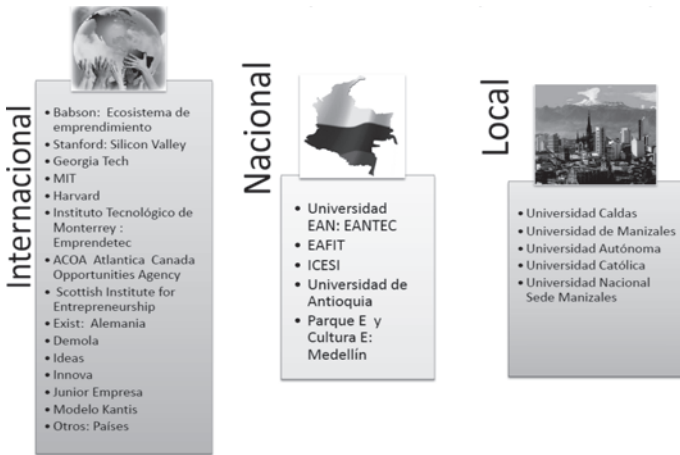 Internacional
• Babson: Ecosistema de
emprendimiento
• Stanford: Silicon Valley
• Georgia Tech
• MIT
• Harvard
• Instituto Tecnológico de
Monterrey :
Emprendetec
• ACOA Atlantica Canada
Opportunities Agency
• Scottish Institute for
Entrepreneurship
• Exist: Alemania
• Demola
• Ideas
• Innova
• Junior Empresa
• Modelo Kantis
• Otros: Países
Nacional
• Universidad
EAN: EANTEC
• EAFIT
• ICESI
• Universidad de
Antioquia
• Parque E y
Cultura E:
Medellín
Local
• Universidad Caldas
• Universidad de Manizales
• Universidad Autónoma
• Universidad Católica
• Universidad Nacional
Sede Manizales